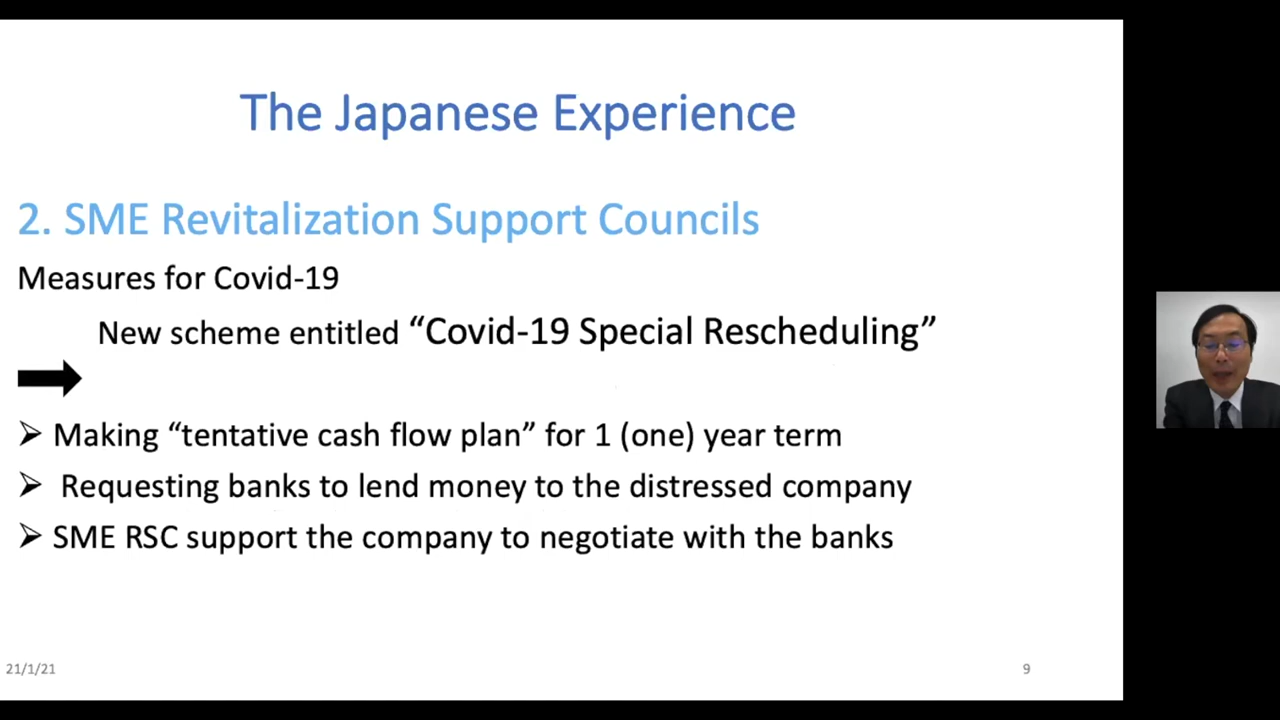 The Japanese Experience
2. SME Revitalization Support Councils
Measures for Covid-19
New scheme entitled “Covid-19 Special Rescheduling”
Making “tentative cash flow plan” for 1 (one) year term
Requesting banks to lend money to the distressed company
SME RSC support the company to negotiate with the banks
21/1/21
9